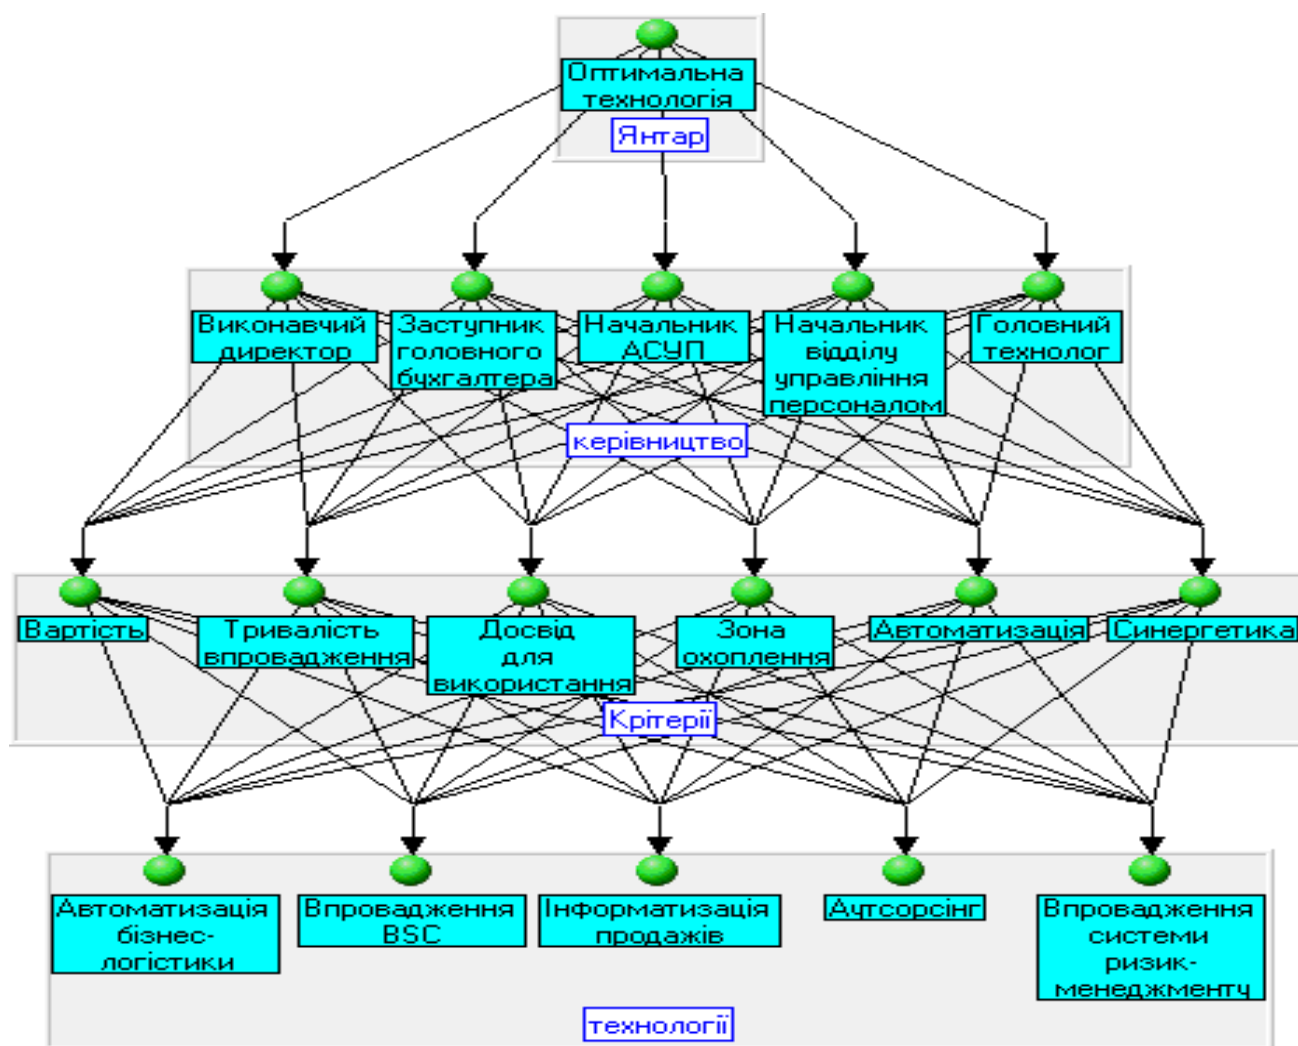 Оптимальна
технологія
Янтар
Виконавчий
директор
Заступник
головного
бухгалтера
Начальник
АСУП
Начальник
відділу
управління
персоналом
Головний
технолог
керівництво
Вартість
Тривалість
впровадження
Досвід
для
використання
Зона
охоплення
Автоматизація
Синергетика
Крітерії
Автоматизація
бізнес-
логістики
Впровадження
BSC
Інформатизація
продажів
Аутсорсінг
Впровадження
системи
ризик-
менеджменту
технології